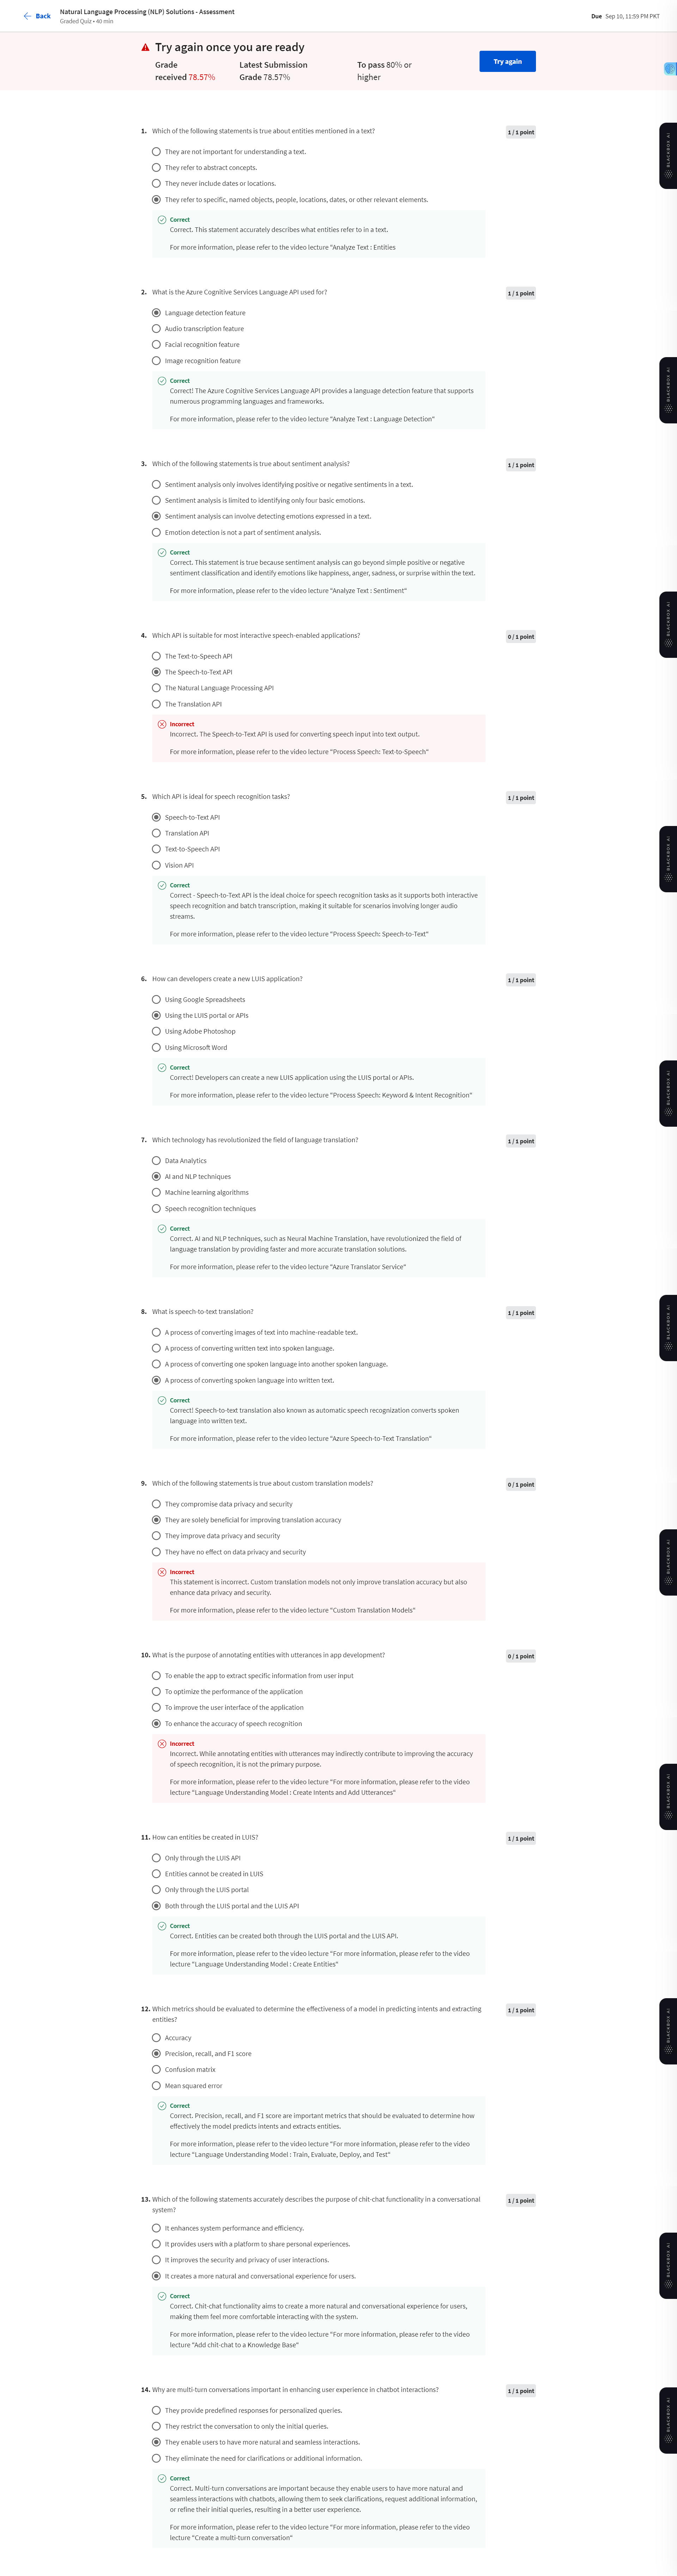 Back
Natural Language Processing (NLP) Solutions - Assessment
Graded Quiz • 40 min
Due Sep 10, 11:59 PM PKT
Try again once you are ready
Grade received 78.57%
Latest Submission Grade 78.57%
To pass 80% or higher
Try again
1. Which of the following statements is true about entities mentioned in a text?
1 / 1 point
They are not important for understanding a text.
They refer to abstract concepts.
They never include dates or locations.
They refer to specific, named objects, people, locations, dates, or other relevant elements.
Correct
Correct. This statement accurately describes what entities refer to in a text.
For more information, please refer to the video lecture "Analyze Text : Entities
2. What is the Azure Cognitive Services Language API used for?
1 / 1 point
Language detection feature
Audio transcription feature
Facial recognition feature
Image recognition feature
Correct
Correct! The Azure Cognitive Services Language API provides a language detection feature that supports
numerous programming languages and frameworks.
For more information, please refer to the video lecture "Analyze Text : Language Detection"
3. Which of the following statements is true about sentiment analysis?
1 / 1 point
Sentiment analysis only involves identifying positive or negative sentiments in a text.
Sentiment analysis is limited to identifying only four basic emotions.
Sentiment analysis can involve detecting emotions expressed in a text.
Emotion detection is not a part of sentiment analysis.
Correct
Correct. This statement is true because sentiment analysis can go beyond simple positive or negative
sentiment classification and identify emotions like happiness, anger, sadness, or surprise within the text.
For more information, please refer to the video lecture "Analyze Text : Sentiment"
4. Which API is suitable for most interactive speech-enabled applications?
0 / 1 point
The Text-to-Speech API
The Speech-to-Text API
The Natural Language Processing API
The Translation API
Incorrect
Incorrect. The Speech-to-Text API is used for converting speech input into text output.
For more information, please refer to the video lecture "Process Speech: Text-to-Speech"
5. Which API is ideal for speech recognition tasks?
1 / 1 point
Speech-to-Text API
Translation API
Text-to-Speech API
Vision API
Correct
Correct - Speech-to-Text API is the ideal choice for speech recognition tasks as it supports both interactive
speech recognition and batch transcription, making it suitable for scenarios involving longer audio
streams.
For more information, please refer to the video lecture "Process Speech: Speech-to-Text"
6. How can developers create a new LUIS application?
1 / 1 point
Using Google Spreadsheets
Using the LUIS portal or APIs
Using Adobe Photoshop
Using Microsoft Word
Correct
Correct! Developers can create a new LUIS application using the LUIS portal or APIs.
For more information, please refer to the video lecture "Process Speech: Keyword & Intent Recognition"
7. Which technology has revolutionized the field of language translation?
1 / 1 point
Data Analytics
AI and NLP techniques
Machine learning algorithms
Speech recognition techniques
Correct
Correct. AI and NLP techniques, such as Neural Machine Translation, have revolutionized the field of
language translation by providing faster and more accurate translation solutions.
For more information, please refer to the video lecture "Azure Translator Service"
8. What is speech-to-text translation?
1 / 1 point
A process of converting images of text into machine-readable text.
A process of converting written text into spoken language.
A process of converting one spoken language into another spoken language.
A process of converting spoken language into written text.
Correct
Correct! Speech-to-text translation also known as automatic speech recognization converts spoken
language into written text.
For more information, please refer to the video lecture "Azure Speech-to-Text Translation"
9. Which of the following statements is true about custom translation models?
0 / 1 point
They compromise data privacy and security
They are solely beneficial for improving translation accuracy
They improve data privacy and security
They have no effect on data privacy and security
Incorrect
This statement is incorrect. Custom translation models not only improve translation accuracy but also
enhance data privacy and security.
For more information, please refer to the video lecture "Custom Translation Models"
10. What is the purpose of annotating entities with utterances in app development?
0 / 1 point
To enable the app to extract specific information from user input
To optimize the performance of the application
To improve the user interface of the application
To enhance the accuracy of speech recognition
Incorrect
Incorrect. While annotating entities with utterances may indirectly contribute to improving the accuracy
of speech recognition, it is not the primary purpose.
For more information, please refer to the video lecture "For more information, please refer to the video
lecture "Language Understanding Model : Create Intents and Add Utterances"
11. How can entities be created in LUIS?
1 / 1 point
Only through the LUIS API
Entities cannot be created in LUIS
Only through the LUIS portal
Both through the LUIS portal and the LUIS API
Correct
Correct. Entities can be created both through the LUIS portal and the LUIS API.
For more information, please refer to the video lecture "For more information, please refer to the video
lecture "Language Understanding Model : Create Entities"
12. Which metrics should be evaluated to determine the effectiveness of a model in predicting intents and extracting
entities?
1 / 1 point
Accuracy
Precision, recall, and F1 score
Confusion matrix
Mean squared error
Correct
Correct. Precision, recall, and F1 score are important metrics that should be evaluated to determine how
effectively the model predicts intents and extracts entities.
For more information, please refer to the video lecture "For more information, please refer to the video
lecture "Language Understanding Model : Train, Evaluate, Deploy, and Test"
13. Which of the following statements accurately describes the purpose of chit-chat functionality in a conversational
system?
1 / 1 point
It enhances system performance and efficiency.
It provides users with a platform to share personal experiences.
It improves the security and privacy of user interactions.
It creates a more natural and conversational experience for users.
Correct
Correct. Chit-chat functionality aims to create a more natural and conversational experience for users,
making them feel more comfortable interacting with the system.
For more information, please refer to the video lecture "For more information, please refer to the video
lecture "Add chit-chat to a Knowledge Base"
14. Why are multi-turn conversations important in enhancing user experience in chatbot interactions?
1 / 1 point
They provide predefined responses for personalized queries.
They restrict the conversation to only the initial queries.
They enable users to have more natural and seamless interactions.
They eliminate the need for clarifications or additional information.
Correct
Correct. Multi-turn conversations are important because they enable users to have more natural and
seamless interactions with chatbots, allowing them to seek clarifications, request additional information,
or refine their initial queries, resulting in a better user experience.
For more information, please refer to the video lecture "For more information, please refer to the video
lecture "Create a multi-turn conversation"
BLACKBOX AI
BLACKBOX AI
BLACKBOX AI
BLACKBOX AI
BLACKBOX AI
BLACKBOX AI
BLACKBOX AI
BLACKBOX AI
BLACKBOX AI
BLACKBOX AI
BLACKBOX AI